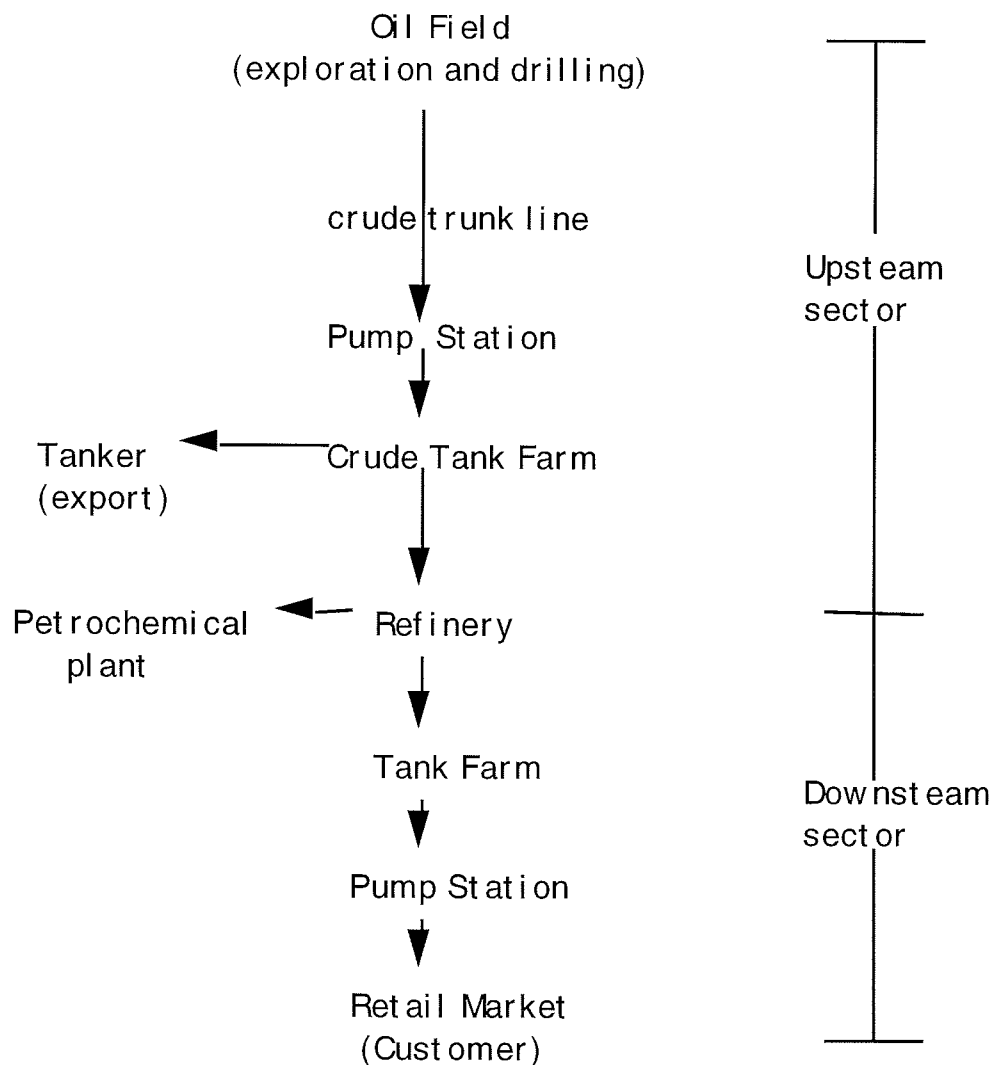 Oil Field
(exploration and drilling)
crude trunk line
Upsteam
sector
Pump Station
Tanker
(export)
Crude Tank Farm
Petrochemical
plant
Refinery
Tank Farm
Downsteam
sector
Pump Station
Retail Market
(Customer)